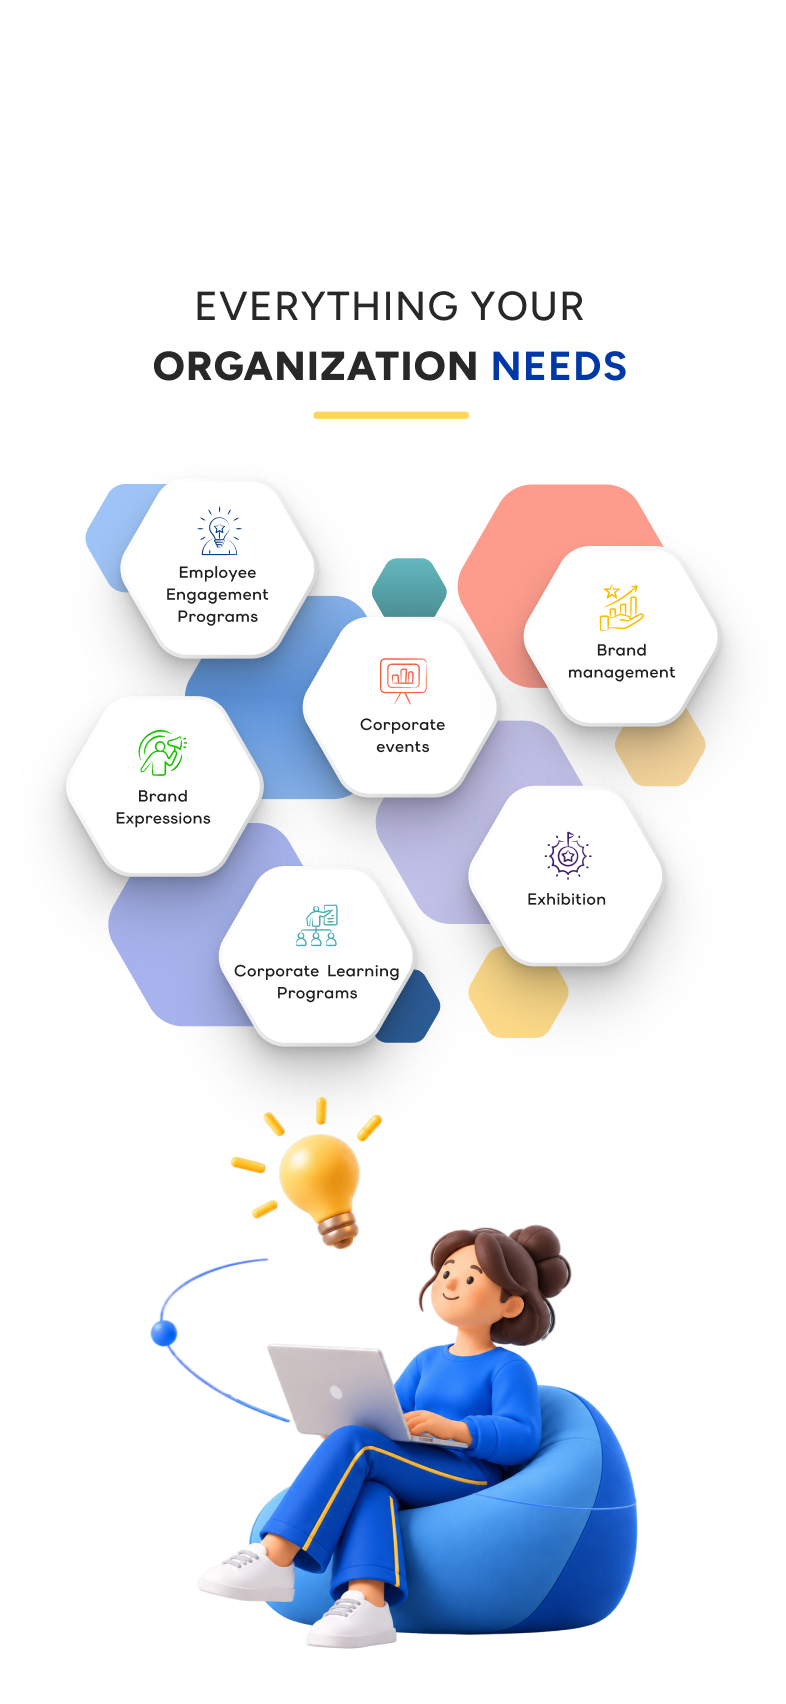 EVERYTHING YOUR
ORGANIZATION NEEDS
Employee
Engagement
Programs
Brand
management
Corporate
events
Brand
Expressions
Exhibition
Corporate Learning
Programs